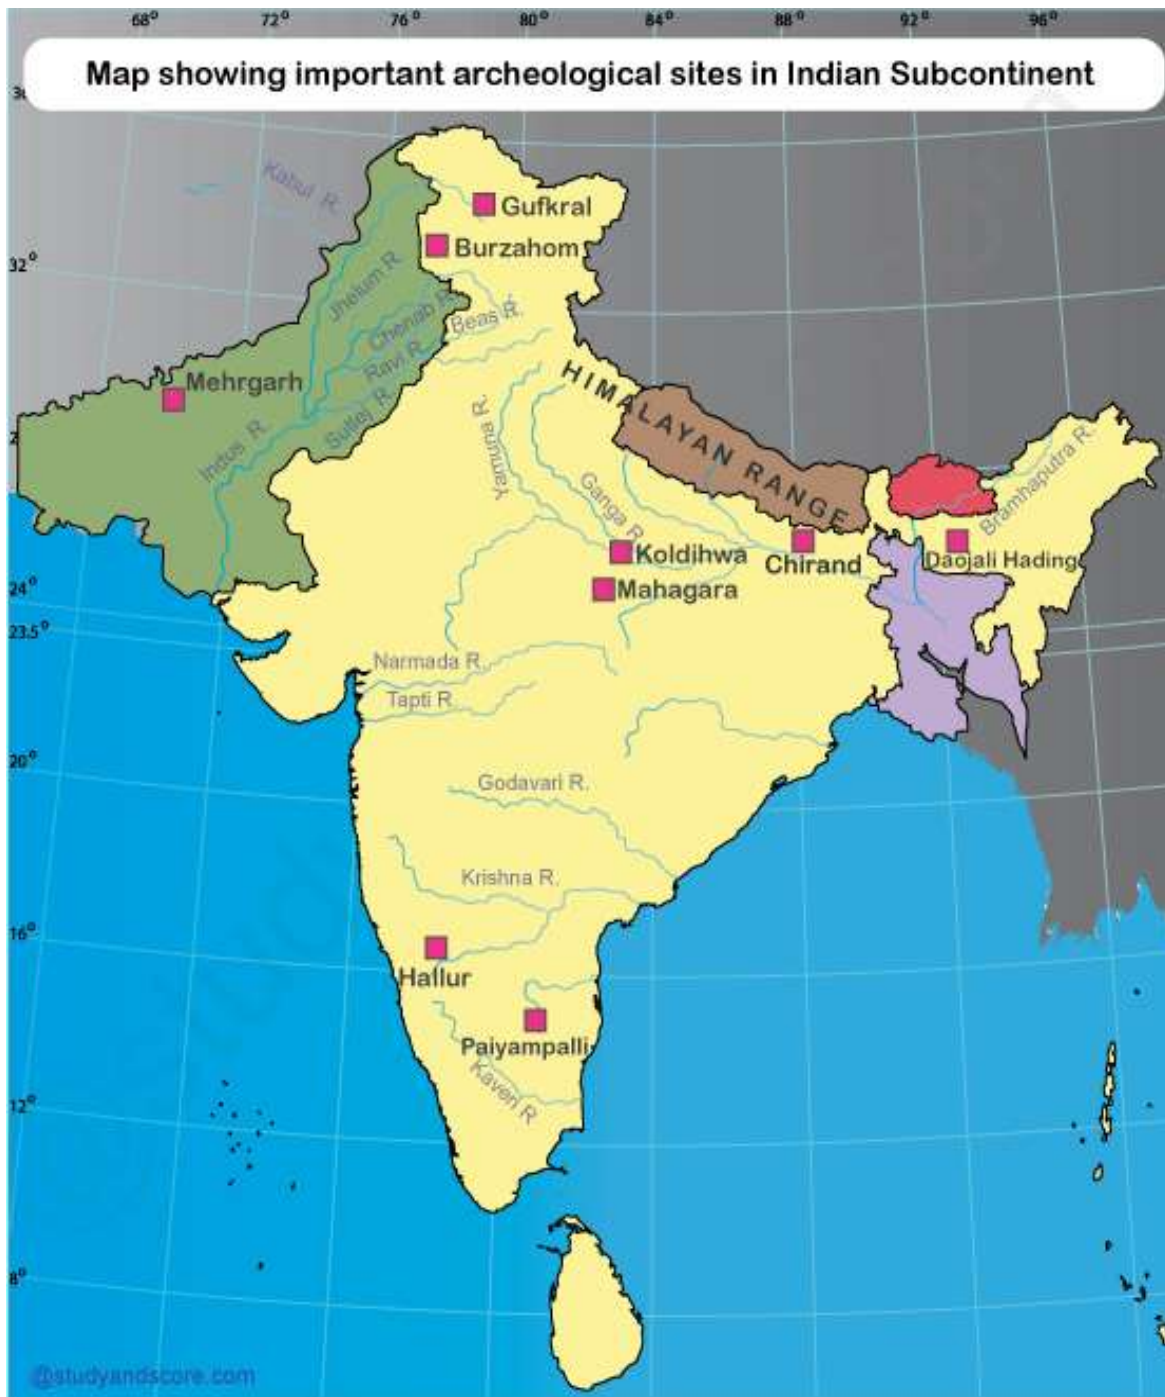 68° 72° 76° 80° 84° 88° 92° 96°
Map showing important archeological sites in Indian Subcontinent
Kabul R.
Gufkral
Burzahom
32°
Jhelum R.
Chenab R.
Beas R.
Ravi R.
Mehrgarh
Sutlej R.
Indus R.
HIMALAYAN RANGE
Yamuna R.
Ganga R.
Bramhaputra R.
Koldihwa
Chirand
Daojali Hading
24°
Mahagara
23.5°
Narmada R.
Tapti R.
20°
Godavari R.
Krishna R.
16°
Hallur
Paiyampalli
Kaveri R.
12°
8°
@studyandscore.com